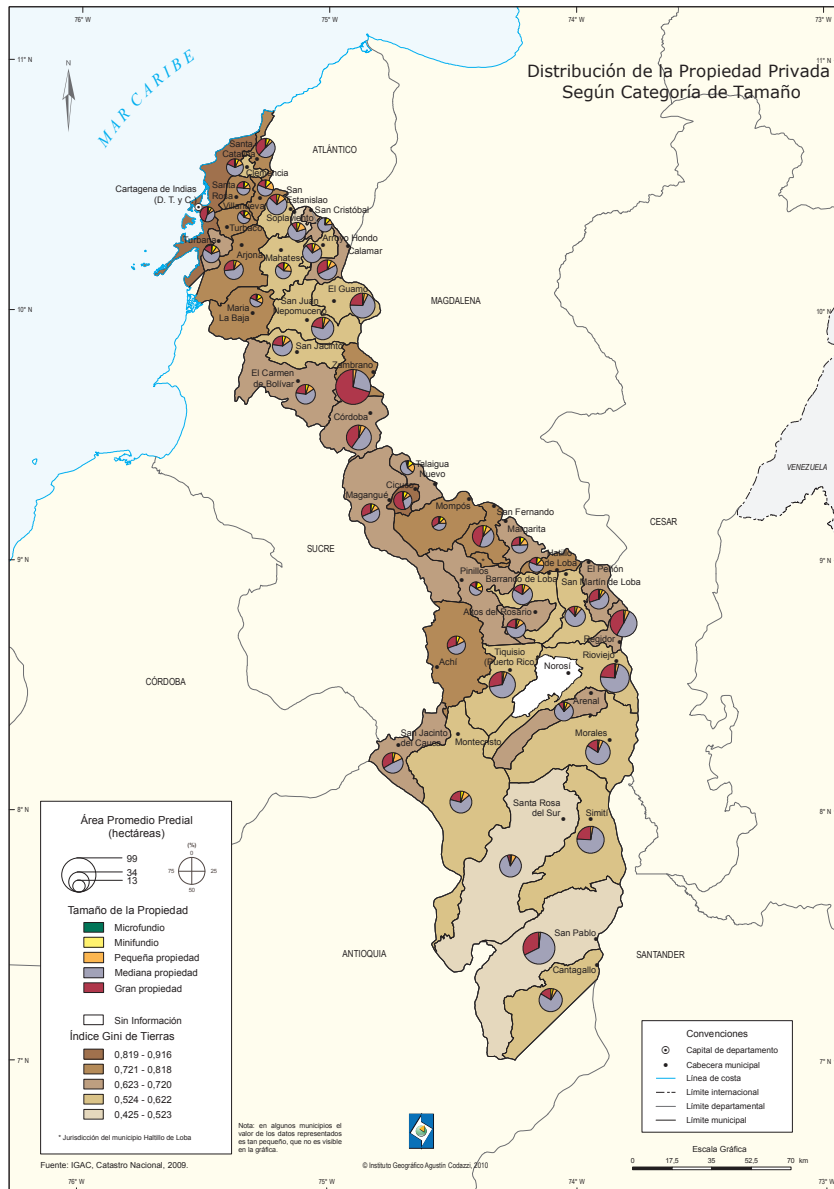 76° W
75° W
74° W
73° W
11° N
11° N
N
Distribución de la Propiedad Privada
Según Categoría de Tamaño
MAR CARIBE
ATLÁNTICO
Santa
Catalina
Clemencia
Cartagena de Indias
(D. T. y C.)
Santa
Rosa
San
Estanislao
Villanueva
San Cristóbal
Soplaviento
Turbaco
Turbana
Arroyo Hondo
Arjona
Mahates
Calamar
El Guamo
MAGDALENA
10° N
10° N
María
La Baja
San Juan
Nepomuceno
San Jacinto
Zambrano
El Carmen
de Bolívar
Córdoba
VENEZUELA
Talaigua
Nuevo
Cicuco
Magangué
Mompós
San Fernando
CESAR
Margarita
SUCRE
9° N
9° N
Hatillo
de Loba
El Peñón
Pinillos
Barranco de Loba
San Martín de Loba
Altos del Rosario
Regidor
Tiquisio
(Puerto Rico)
Rioviejo
Achí
Norosí
CÓRDOBA
Arenal
San Jacinto
del Cauca
Montecristo
Morales
8° N
8° N
Santa Rosa
del Sur
Simití
Área Promedio Predial
(hectáreas)
99
34
13
(%)
0
75
25
50
Tamaño de la Propiedad
Microfundio
Minifundio
Pequeña propiedad
Mediana propiedad
Gran propiedad
Sin Información
Índice Gini de Tierras
0,819 - 0,916
0,721 - 0,818
0,623 - 0,720
0,524 - 0,622
0,425 - 0,523
* Jurisdicción del municipio Haltillo de Loba
ANTIOQUIA
San Pablo
SANTANDER
Cantagallo
7° N
7° N
Convenciones
Capital de departamento
Cabecera municipal
Línea de costa
Límite internacional
Límite departamental
Límite municipal
Nota: en algunos municipios el
valor de los datos representados
es tan pequeño, que no es visible
en la gráfica.
Fuente: IGAC, Catastro Nacional, 2009.
© Instituto Geográfico Agustín Codazzi, 2010
Escala Gráfica
0 17,5 35 52,5 70 km
76° W
75° W
74° W
73° W